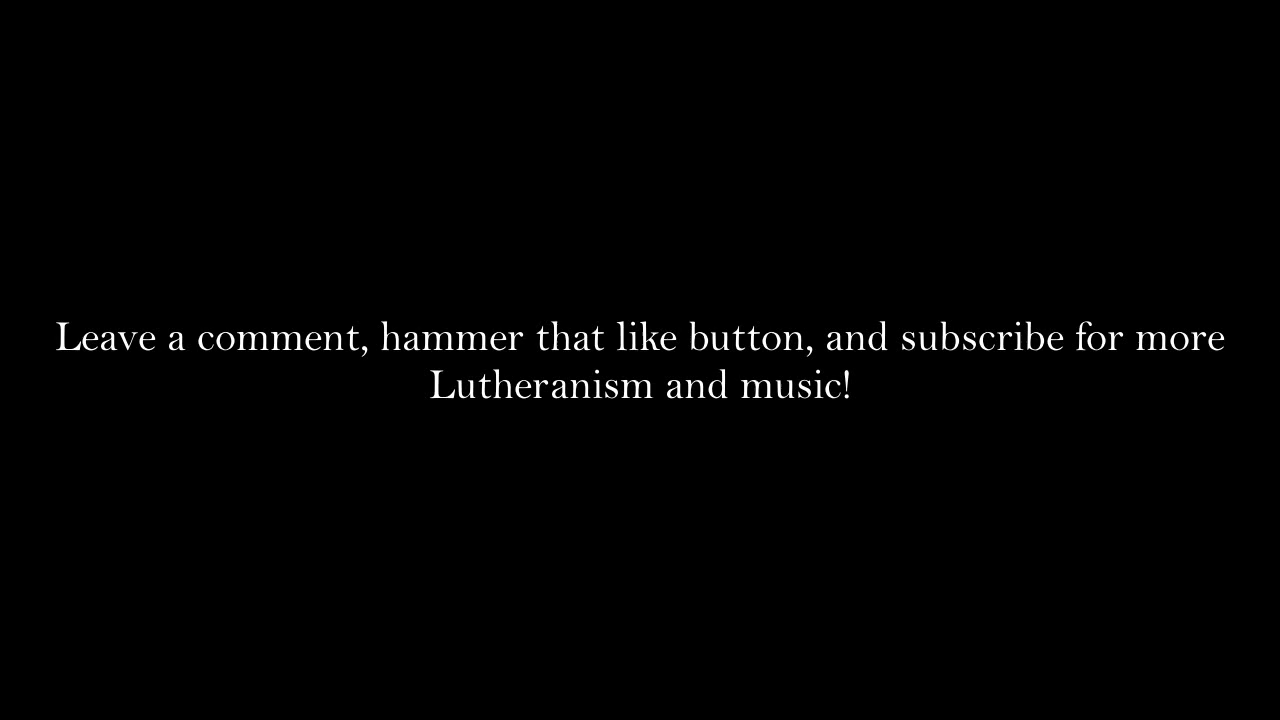 Leave a comment, hammer that like button, and subscribe for more
Lutheranism and music!